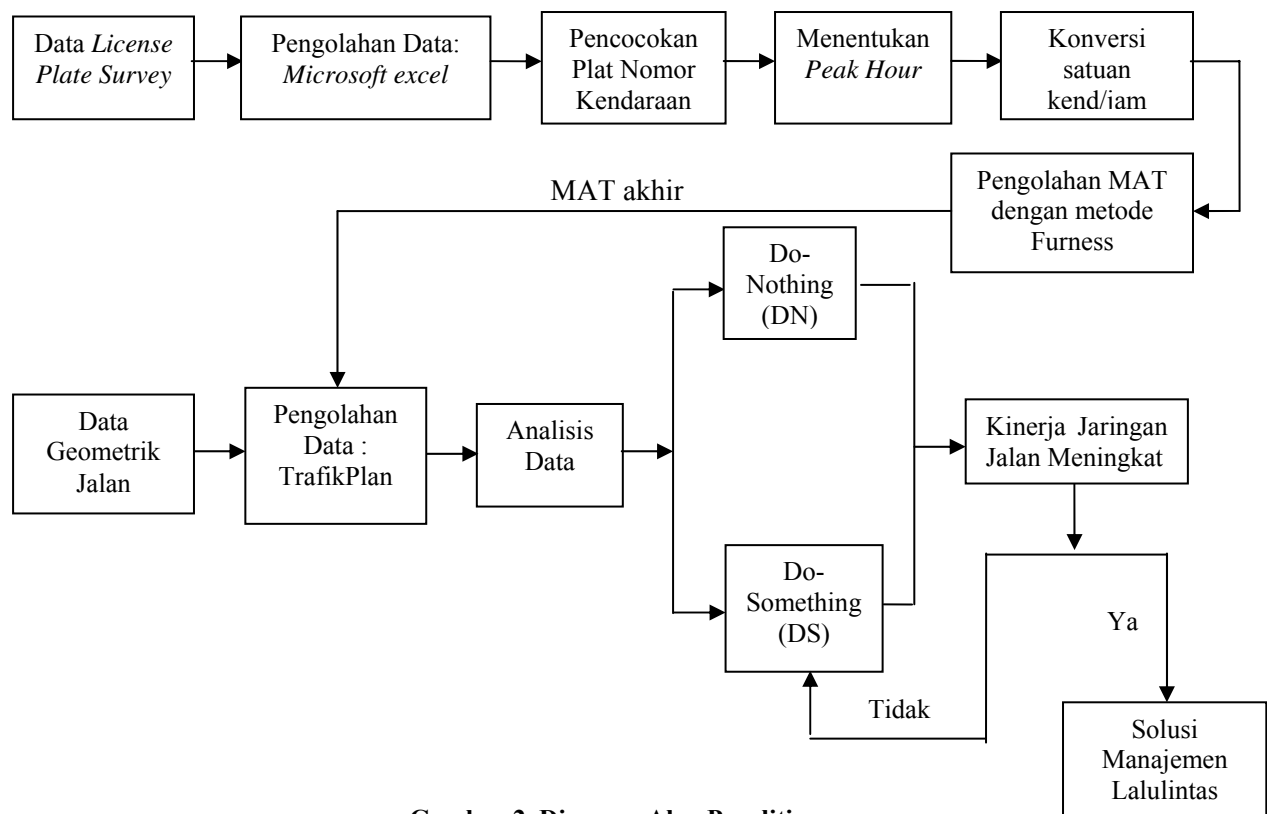 Data License
Plate Survey
Pengolahan Data:
Microsoft excel
Pencocokan
Plat Nomor
Kendaraan
Menentukan
Peak Hour
Konversi
satuan
kend/jam
Pengolahan MAT
dengan metode
Furness
MAT akhir
Do-
Nothing
(DN)
Data
Geometrik
Jalan
Pengolahan
Data :
TrafikPlan
Analisis
Data
Kinerja Jaringan
Jalan Meningkat
Do-
Something
(DS)
Ya
Tidak
Solusi
Manajemen
Lalulintas